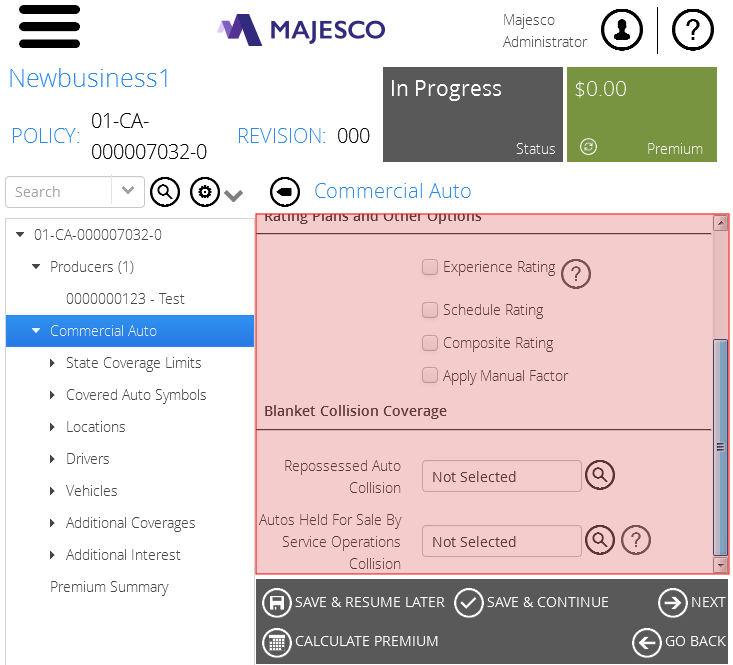 MAJESCO
Majesco
Administrator
?
Newbusiness1
POLICY:
01-CA-
000007032-0
REVISION:
000
In Progress
Status
$0.00
Premium
Search
Commercial Auto
01-CA-000007032-0
Producers (1)
0000000123 - Test
Commercial Auto
State Coverage Limits
Covered Auto Symbols
Locations
Drivers
Vehicles
Additional Coverages
Additional Interest
Premium Summary
Rating Plans and Other Options
Experience Rating
?
Schedule Rating
Composite Rating
Apply Manual Factor
Blanket Collision Coverage
Repossessed Auto
Collision
Not Selected
Autos Held For Sale By
Service Operations
Collision
Not Selected
?
SAVE & RESUME LATER
SAVE & CONTINUE
NEXT
CALCULATE PREMIUM
GO BACK